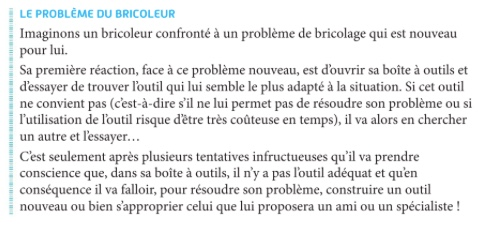 LE PROBLÊME DU BRICOLEUR
Imaginons un bricoleur confronté à un problème de bricolage qui est nouveau
pour lui.
Sa première réaction, face à ce problème nouveau, est d'ouvrir sa boîte à outils et
d'essayer de trouver l'outil qui lui semble le plus adapté à la situation. Si cet outil
ne convient pas (c'est-à-dire s'il ne lui permet pas de résoudre son problème ou si
l'utilisation de l'outil risque d'être très coûteuse en temps), il va alors en chercher
un autre et l'essayer…
C'est seulement après plusieurs tentatives infructueuses qu'il va prendre
conscience que, dans sa boîte à outils, il n'y a pas l'outil adéquat et qu'en
conséquence il va falloir, pour résoudre son problème, construire un outil
nouveau ou bien s'approprier celui que lui proposera un ami ou un spécialiste !